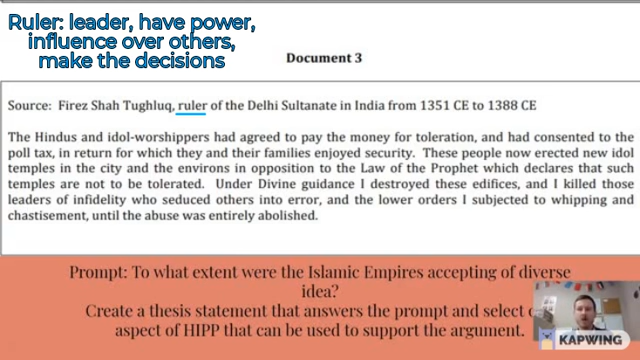 Ruler: leader, have power,
influence over others,
make the decisions
Document 3
Source: Firez Shah Tughluq, ruler of the Delhi Sultanate in India from 1351 CE to 1388 CE
The Hindus and idol-worshippers had agreed to pay the money for toleration, and had consented to the
poll tax, in return for which they and their families enjoyed security. These people now erected new idol
temples in the city and the environs in opposition to the Law of the Prophet which declares that such
temples are not to be tolerated. Under Divine guidance I destroyed these edifices, and I killed those
leaders of infidelity who seduced others into error, and the lower orders I subjected to whipping and
chastisement, until the abuse was entirely abolished.
Prompt: To what extent were the Islamic Empires accepting of diverse
idea?
Create a thesis statement that answers the prompt and select
aspect of HIPP that can be used to support the argument.
KAPWING